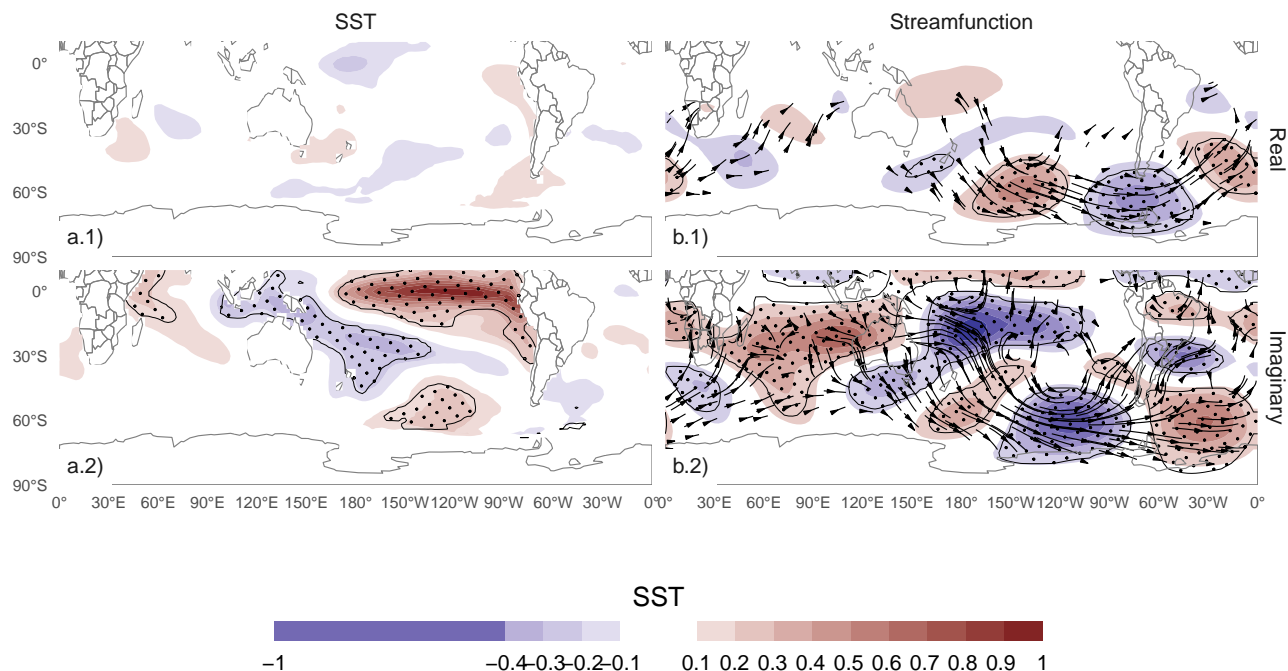 SST
Streamfunction
0°
30°S
60°S
90°S
a.1)
b.1)
Real
0°
30°S
60°S
90°S
a.2)
b.2)
Imaginary
0° 30°E 60°E 90°E 120°E 150°E 180° 150°W 120°W 90°W 60°W 30°W 0°
0° 30°E 60°E 90°E 120°E 150°E 180° 150°W 120°W 90°W 60°W 30°W 0°
SST
−1 −0.4 −0.3 −0.2 −0.1 0.1 0.2 0.3 0.4 0.5 0.6 0.7 0.8 0.9 1